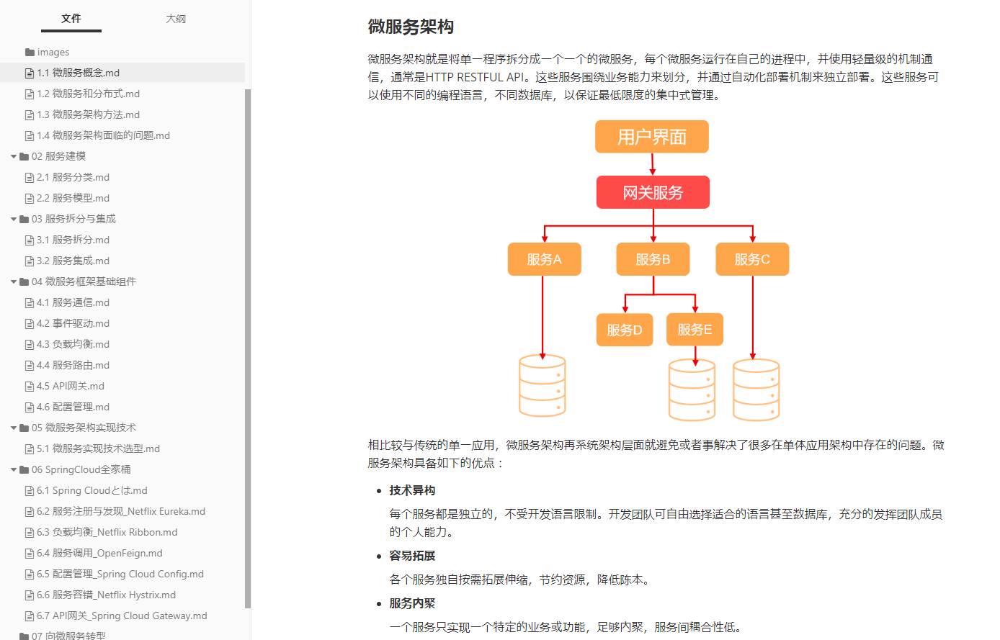 文件
大纲
images
1.1 微服务概念.md
1.2 微服务和分布式.md
1.3 微服务架构方法.md
1.4 微服务架构面临的问题.md
02 服务建模
2.1 服务分类.md
2.2 服务模型.md
03 服务拆分与集成
3.1 服务拆分.md
3.2 服务集成.md
04 微服务框架基础组件
4.1 服务通信.md
4.2 事件驱动.md
4.3 负载均衡.md
4.4 服务路由.md
4.5 API网关.md
4.6 配置管理.md
05 微服务架构实现技术
5.1 微服务实现技术选型.md
06 SpringCloud全家桶
6.1 Spring Cloudとは.md
6.2 服务注册与发现_Netflix Eureka.md
6.3 负载均衡_Netflix Ribbon.md
6.4 服务调用_OpenFeign.md
6.5 配置管理_Spring Cloud Config.md
6.6 服务容错_Netflix Hystrix.md
6.7 API网关_Spring Cloud Gateway.md
07 向微服务转型
微服务架构
微服务架构就是将单一程序拆分成一个一个的微服务，每个微服务运行在自己的进程中，并使用轻量级的机制通
信，通常是HTTP RESTFUL API。这些服务围绕业务能力来划分，并通过自动化部署机制来独立部署。这些服务可
以使用不同的编程语言，不同数据库，以保证最低限度的集中式管理。
用户界面
网关服务
服务A
服务B
服务C
服务D
服务E
相比较与传统的单一应用，微服务架构再系统架构层面就避免或者事解决了很多在单体应用架构中存在的问题。微
服务架构具备如下的优点：
技术异构
每个服务都是独立的，不受开发语言限制。开发团队可自由选择适合的语言甚至数据库，充分的发挥团队成员
的个人能力。
容易拓展
各个服务独自按需拓展伸缩，节约资源，降低陈本。
服务内聚
一个服务只实现一个特定的业务或功能，足够内聚，服务间耦合性低。